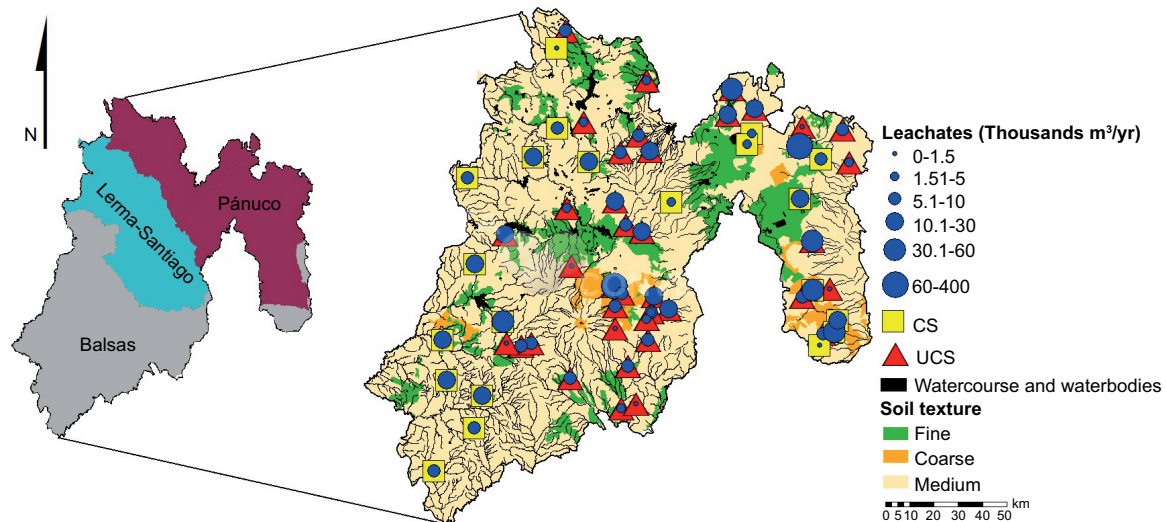 N
Lerma-Santiago
Pánuco
Balsas
Leachates (Thousands m³/yr)
0-1.5
1.51-5
5.1-10
10.1-30
30.1-60
60-400
CS
UCS
Watercourse and waterbodies
Soil texture
Fine
Coarse
Medium
km
0 5 10 20 30 40 50